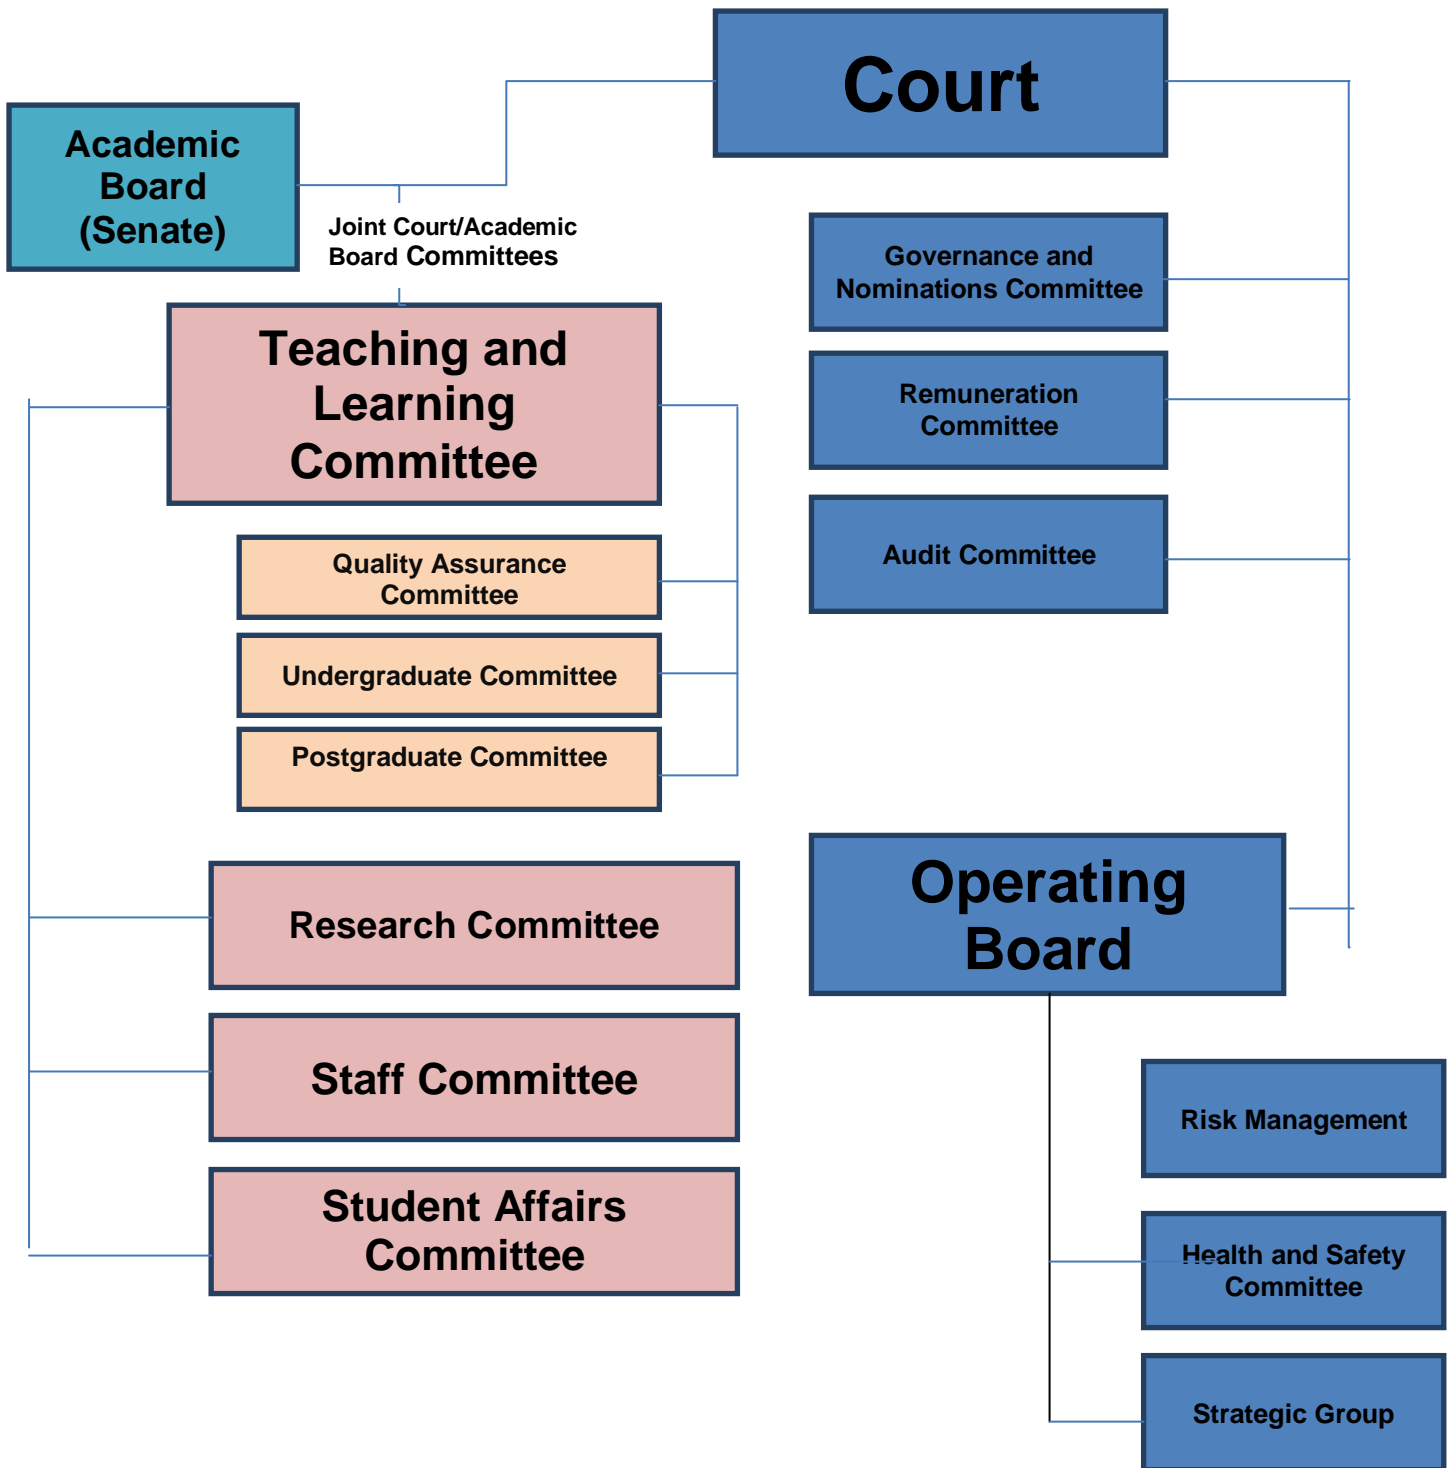 Court
Academic
Board
(Senate)
Joint Court/Academic
Board Committees
Governance and
Nominations Committee
Teaching and
Learning
Committee
Remuneration
Committee
Audit Committee
Quality Assurance
Committee
Undergraduate Committee
Postgraduate Committee
Operating
Board
Research Committee
Staff Committee
Risk Management
Student Affairs
Committee
Health and Safety
Committee
Strategic Group